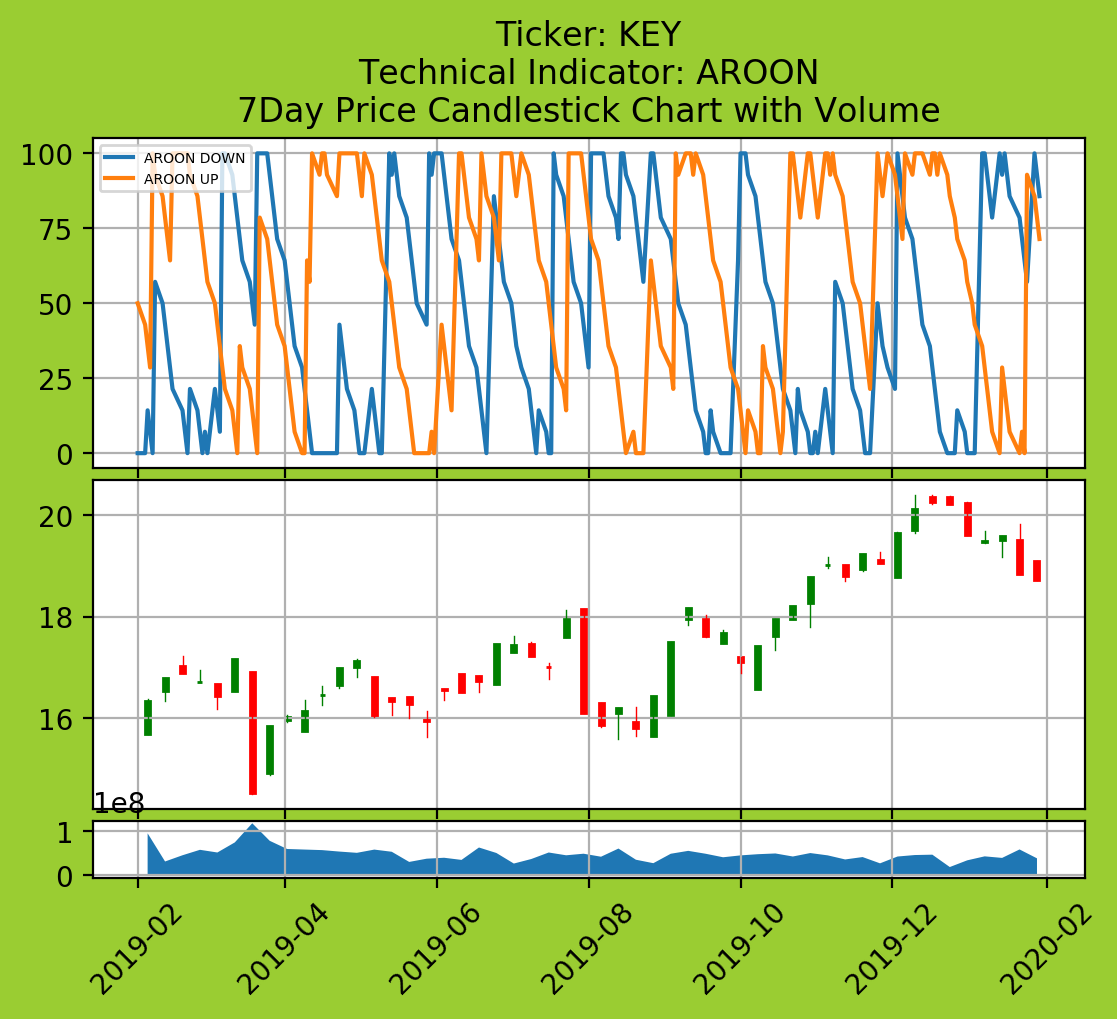 Ticker: KEY
Technical Indicator: AROON
7Day Price Candlestick Chart with Volume
100
75
50
25
0
AROON DOWN
AROON UP
20
18
16
1e8
1
0
2019-02
2019-04
2019-06
2019-08
2019-10
2019-12
2020-02